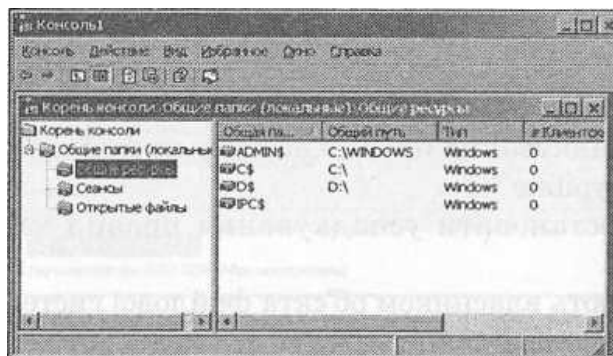 Консоль1
Консоль Действие Вид Избранное Окно Справка
Корень консоли\Общие папки (локальные)\Общие ресурсы
Корень консоли
Общие папки (локальны
Общие ресурсы
Сеансы
Открытые файлы
Общая па... Общий путь Тип # Клиентов
ADMIN$ C:\WINDOWS Windows 0
C$ C:\ Windows 0
D$ D:\ Windows 0
IPC$ Windows 0